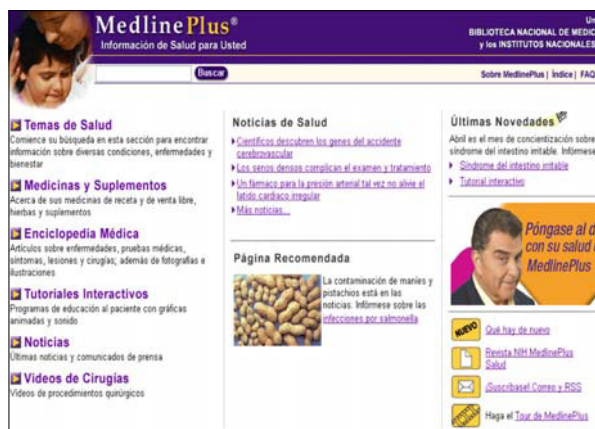 MedlinePlus®
Información de Salud para Usted
BIBLIOTECA NACIONAL DE
y los INSTITUTOS NACIONALES
Buscar
Sobre MedlinePlus | Índice | FAQ
Temas de Salud
Comience su búsqueda en esta sección para encontrar
información sobre diversas condiciones, enfermedades y
bienestar
Medicinas y Suplementos
Acerca de sus medicinas de receta y de venta libre,
hierbas y suplementos
Enciclopedia Médica
Artículos sobre enfermedades, pruebas médicas,
síntomas, lesiones y cirugías; además de fotografías e
ilustraciones
Tutoriales Interactivos
Programas de educación al paciente con gráficas
animadas y sonido
Noticias
Últimas noticias y comunicados de prensa
Videos de Cirugías
Videos de procedimientos quirúrgicos
Noticias de Salud
Científicos descubren los genes del accidente
cerebrovascular
Los senos densos complican el examen y tratamiento
Un fármaco para la presión arterial tal vez no alivie el
latido cardiaco irregular
Más noticias...
Página Recomendada
La contaminación de maníes y
pistachios está en las
noticias. Infórmese sobre las
infecciones por salmonella
Últimas Novedades
Abril es el mes de concientización sobre
síndrome del intestino irritable. Infórmese
Síndrome del intestino irritable
Tutorial interactivo
Póngase al
con su salud
MedlinePlus
NUEVO
Qué hay de nuevo
Revista NIH MedlinePlus
Salud
¡Suscríbase! Correo y RSS
Haga el Tour de MedlinePlus